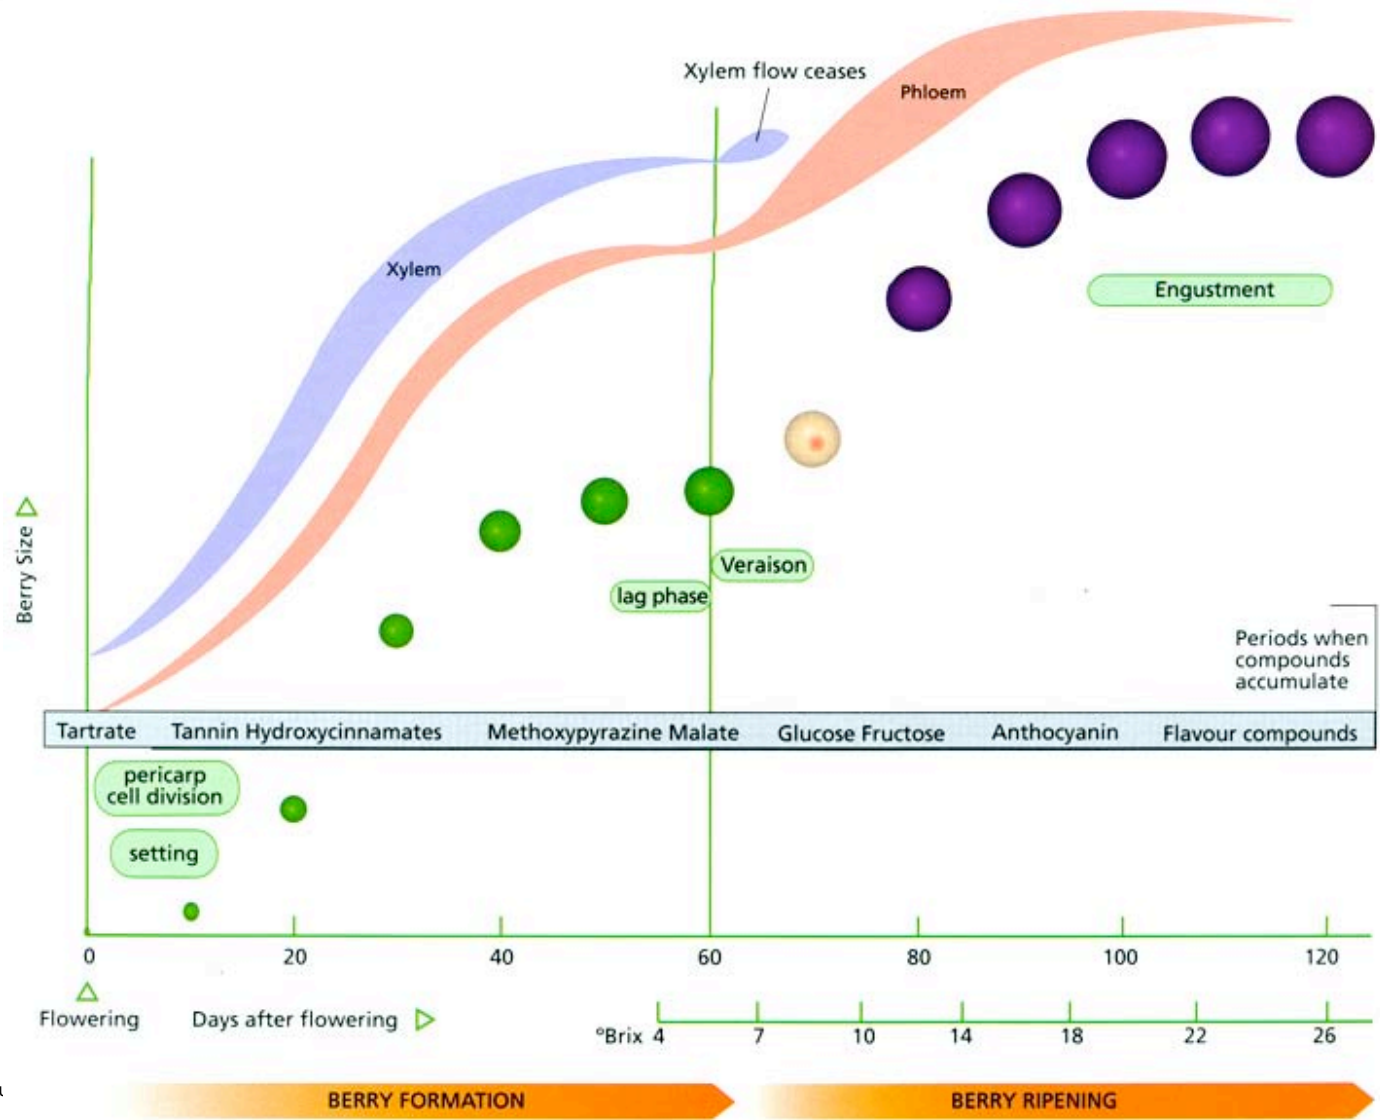 Xylem flow ceases
Phloem
Xylem
Engustment
Berry Size
Veraison
lag phase
Periods when
compounds
accumulate
Tartrate Tannin Hydroxycinnamates Methoxypyrazine Malate Glucose Fructose Anthocyanin Flavour compounds
pericarp
cell division
setting
0 20 40 60 80 100 120
Flowering Days after flowering
°Brix 4 7 10 14 18 22 26
BERRY FORMATION BERRY RIPENING